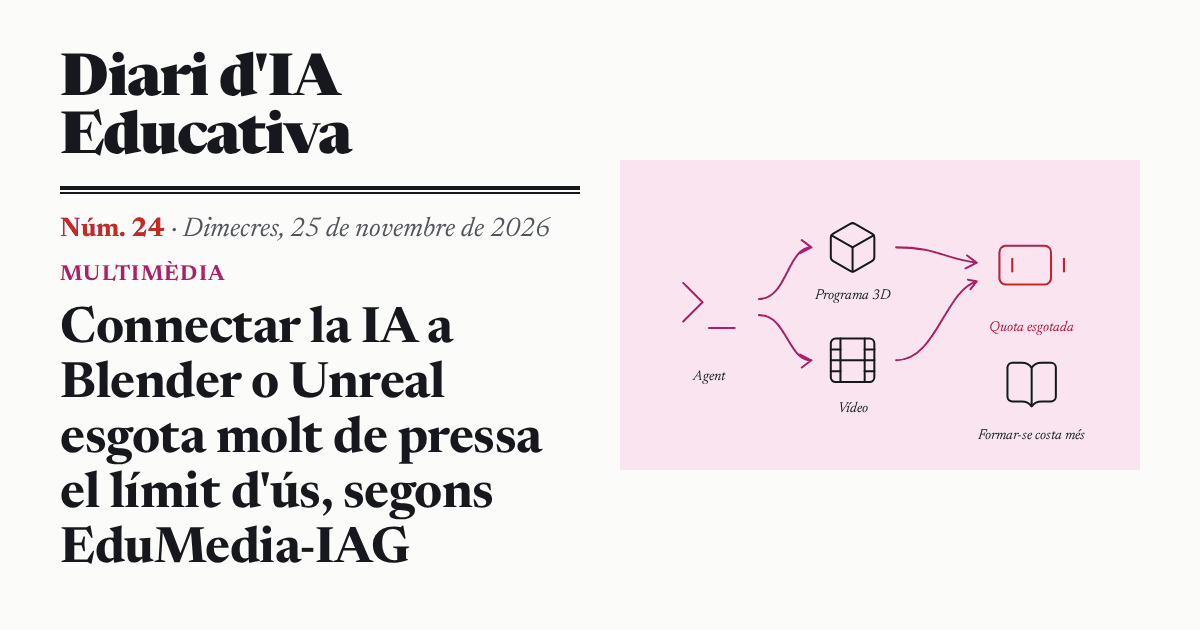 Diari d'IA
Educativa
Núm. 24 · Dimecres, 25 de novembre de 2026
MULTIMÈDIA
Connectar la IA a
Blender o Unreal
esgota molt de pressa
el límit d'ús, segons
EduMedia-IAG
Programa 3D
Quota esgotada
Agent
Vídeo
Formar-se costa més